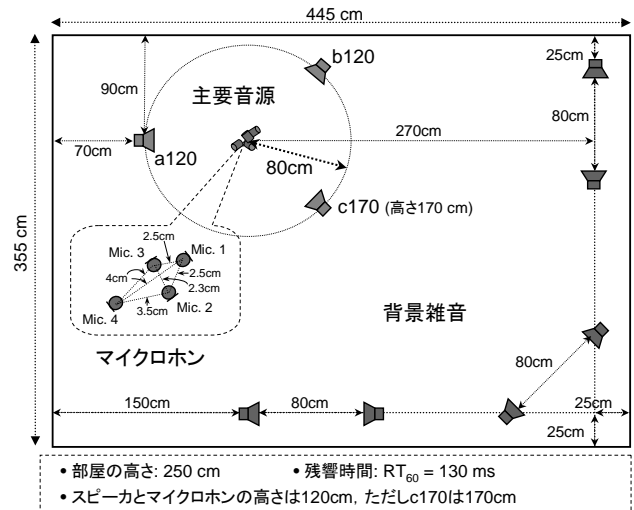 445 cm
355 cm
90cm
70cm
a120
主要音源
b120
80cm
c170 (高さ170 cm)
270cm
25cm
80cm
Mic. 3
2.5cm
Mic. 1
4cm
2.5cm
2.3cm
Mic. 4
3.5cm
Mic. 2
マイクロホン
背景雑音
80cm
150cm
80cm
25cm
25cm
• 部屋の高さ: 250 cm • 残響時間: RT60 = 130 ms
• スピーカとマイクロホンの高さは120cm, ただしc170は170cm